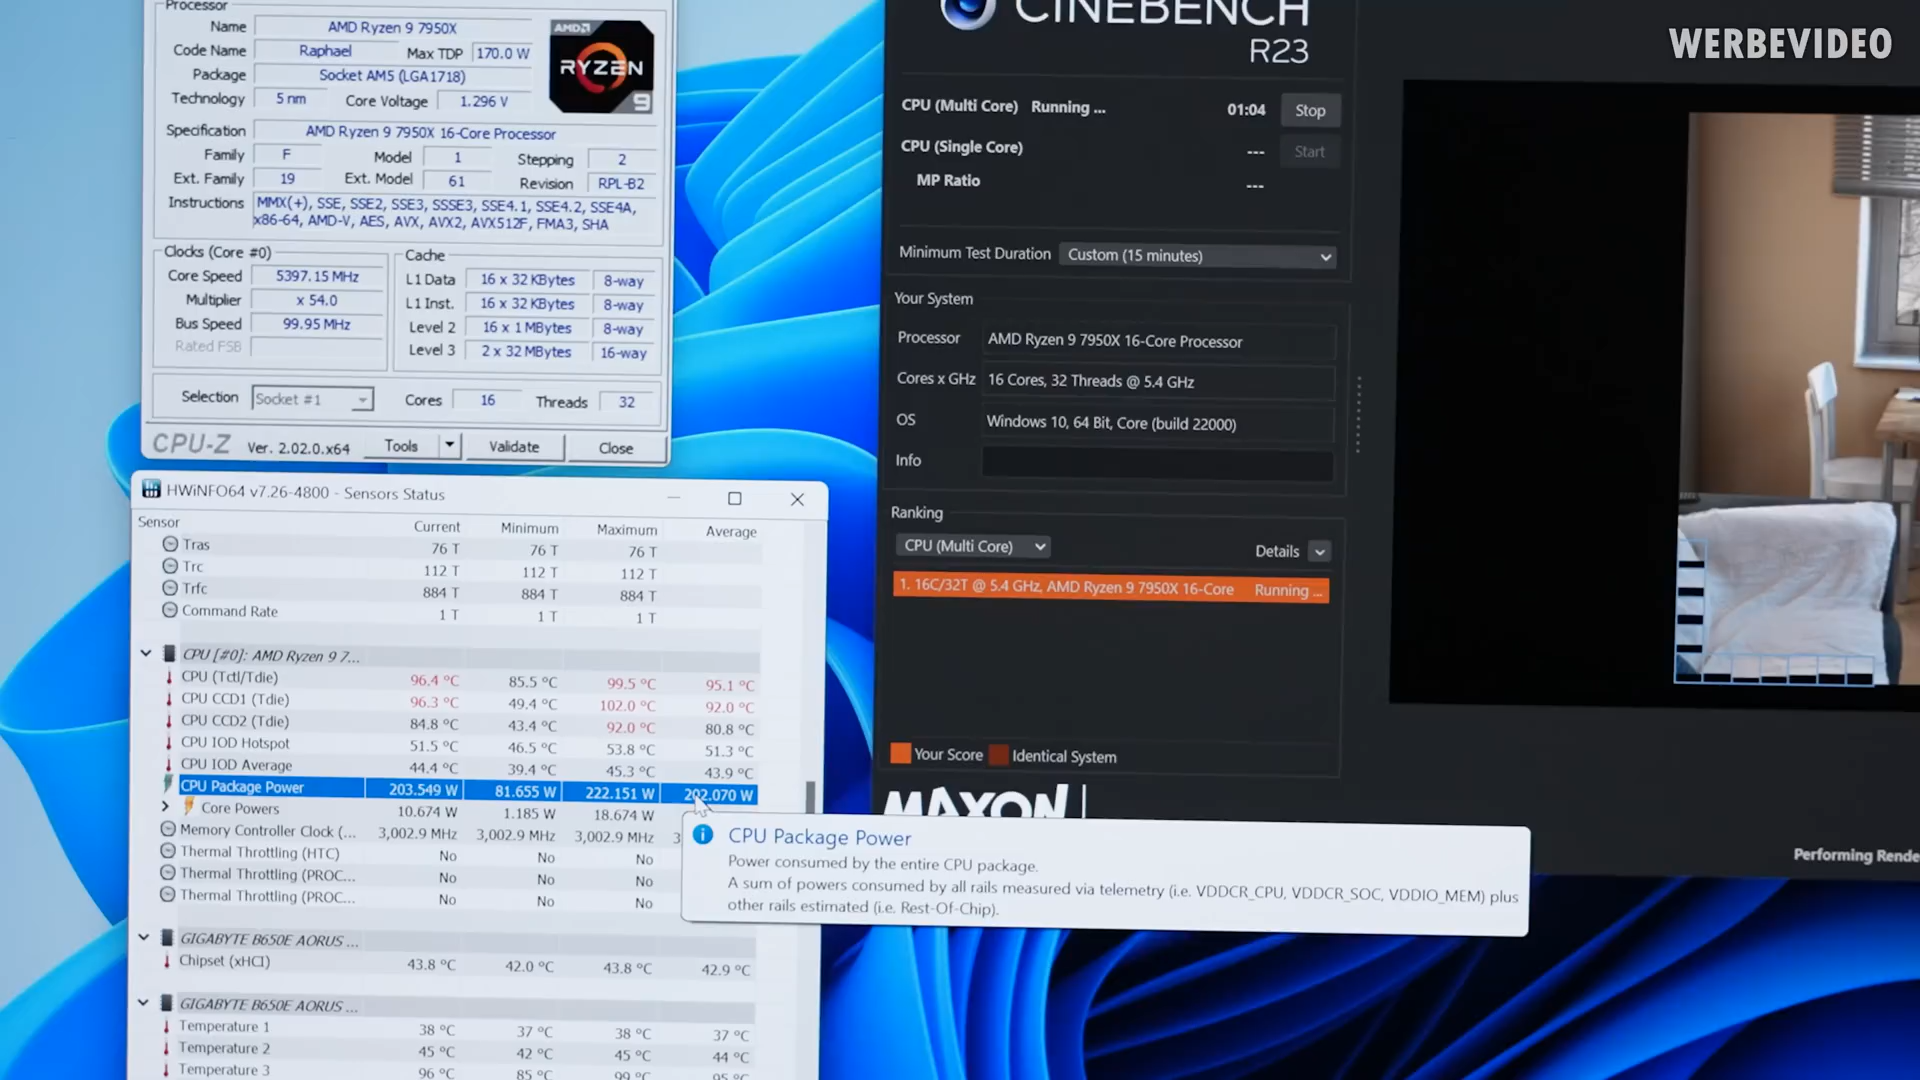 WERBEVIDEO
Processor
Name AMD Ryzen 9 7950X
Code Name Raphael Max TDP 170.0 W
Package Socket AM5 (LGA1718)
Technology 5 nm Core Voltage 1.296 V
Specification AMD Ryzen 9 7950X 16-Core Processor
Family F Model 1 Stepping 2
Ext. Family 19 Ext. Model 61 Revision RPL-B2
Instructions MMX(+), SSE, SSE2, SSE3, SSSE3, SSE4.1, SSE4.2, SSE4A,
x86-64, AMD-V, AES, AVX, AVX2, AVX512F, FMA3, SHA
AMD
RYZEN
9
Clocks (Core #0)
Core Speed 5397.15 MHz
Multiplier x 54.0
Bus Speed 99.95 MHz
Rated FSB
Cache
L1 Data 16 x 32 KBytes 8-way
L1 Inst. 16 x 32 KBytes 8-way
Level 2 16 x 1 MBytes 8-way
Level 3 2 x 32 MBytes 16-way
Selection Socket #1 Cores 16 Threads 32
CPU-Z Ver. 2.02.0.x64 Tools Validate Close
HWiNFO64 v7.26-4800 - Sensors Status
Sensor Current Minimum Maximum Average
Tras 76 T 76 T 76 T
Trc 112 T 112 T 112 T
Trfc 884 T 884 T 884 T
Command Rate 1 T 1 T 1 T
CPU [#0]: AMD Ryzen 9 7...
CPU (Tctl/Tdie) 96.4 °C 85.5 °C 99.5 °C 95.1 °C
CPU CCD1 (Tdie) 96.3 °C 49.4 °C 102.0 °C 92.0 °C
CPU CCD2 (Tdie) 84.8 °C 43.4 °C 92.0 °C 80.8 °C
CPU IOD Hotspot 51.5 °C 46.5 °C 53.8 °C 51.3 °C
CPU IOD Average 44.4 °C 39.4 °C 45.3 °C 43.9 °C
CPU Package Power 203.549 W 81.655 W 222.151 W 202.070 W
Core Powers 10.674 W 1.185 W 18.674 W
Memory Controller Clock (... 3,002.9 MHz 3,002.9 MHz 3,002.9 MHz 3
Thermal Throttling (HTC) No No No
Thermal Throttling (PROC... No No No
Thermal Throttling (PROC... No No No
GIGABYTE B650E AORUS ...
Chipset (xHCI) 43.8 °C 42.0 °C 43.8 °C 42.9 °C
GIGABYTE B650E AORUS ...
Temperature 1 38 °C 37 °C 38 °C 37 °C
Temperature 2 45 °C 42 °C 45 °C 44 °C
Temperature 3 96 °C 85 °C 99 °C 95 °C
CINEBENCH
R23
CPU (Multi Core) Running ... 01:04 Stop
CPU (Single Core) --- Start
MP Ratio ---
Minimum Test Duration Custom (15 minutes)
Your System
Processor AMD Ryzen 9 7950X 16-Core Processor
Cores x GHz 16 Cores, 32 Threads @ 5.4 GHz
OS Windows 10, 64 Bit, Core (build 22000)
Info
Ranking
CPU (Multi Core) Details
1. 16C/32T @ 5.4 GHz, AMD Ryzen 9 7950X 16-Core Running ...
Your Score Identical System
MAXON
CPU Package Power
Power consumed by the entire CPU package.
A sum of powers consumed by all rails measured via telemetry (i.e. VDDCR_CPU, VDDCR_SOC, VDDIO_MEM) plus
other rails estimated (i.e. Rest-Of-Chip).
Performing Rende